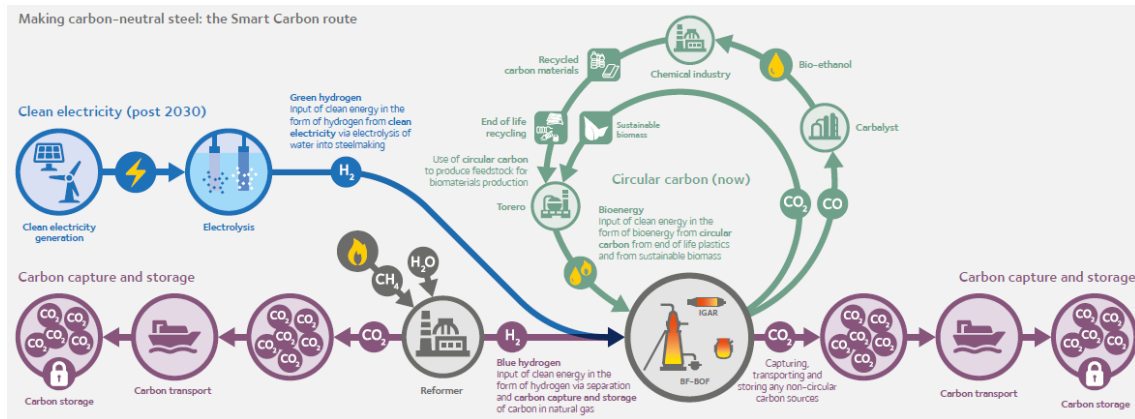 Making carbon-neutral steel: the Smart Carbon route
Clean electricity (post 2030)
Clean electricity
generation
Electrolysis
Green hydrogen
Input of clean energy in the
form of hydrogen from clean
electricity via electrolysis of
water into steelmaking
H2
Recycled
carbon materials
Chemical industry
Bio-ethanol
Carbalyst
End of life
recycling
Sustainable
biomass
Use of circular carbon
to produce feedstock for
biomaterials production
Torero
Circular carbon (now)
CO2
CO
Bioenergy
Input of clean energy in the
form of bioenergy from circular
carbon from end of life plastics
and from sustainable biomass
CH4
H2O
Carbon capture and storage
CO2
CO2
CO2
CO2
CO2
CO2
Carbon storage
Carbon transport
CO2
CO2
CO2
CO2
CO2
CO2
CO2
CO2
Reformer
H2
Blue hydrogen
Input of clean energy in the
form of hydrogen via separation
and carbon capture and storage
of carbon in natural gas
IGAR
BF-BOF
Carbon capture and storage
CO2
Capturing,
transporting and
storing any non-circular
carbon sources
CO2
CO2
CO2
CO2
CO2
CO2
CO2
Carbon transport
CO2
CO2
CO2
CO2
CO2
CO2
Carbon storage